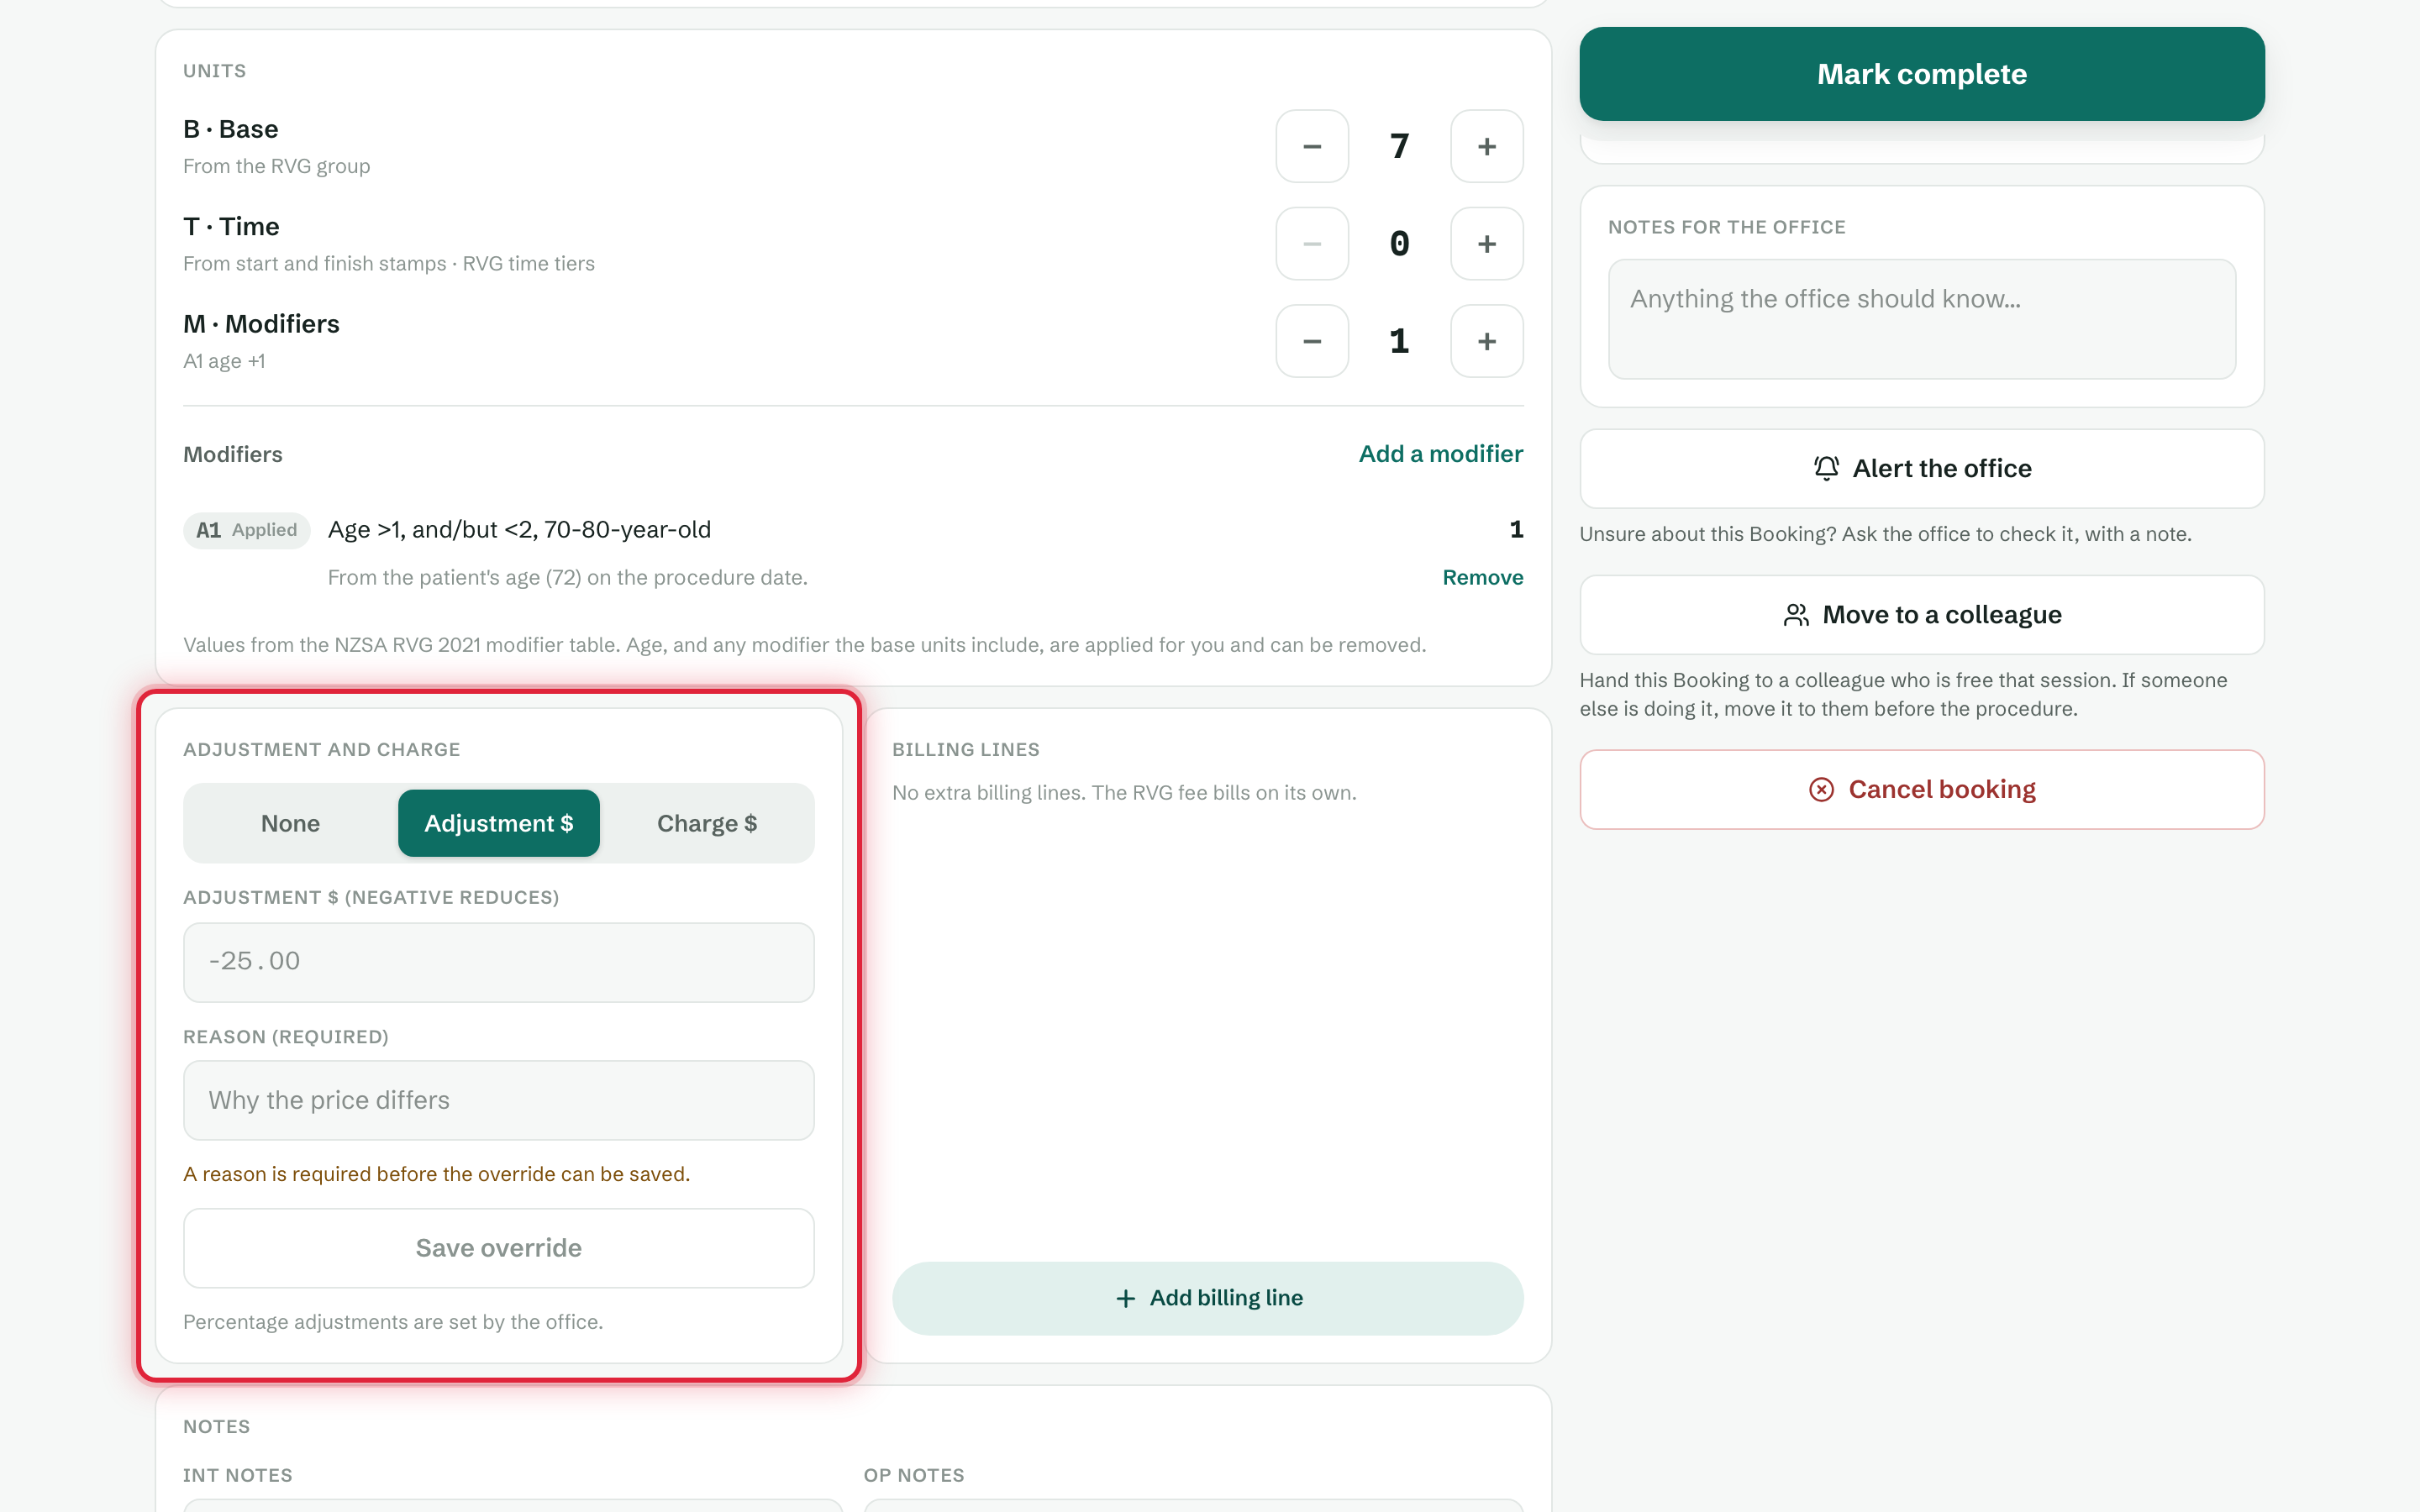 UNITS
B · Base
From the RVG group
− 7 +
T · Time
From start and finish stamps · RVG time tiers
− 0 +
M · Modifiers
A1 age +1
− 1 +
Modifiers
Add a modifier
A1 Applied
Age >1, and/but <2, 70-80-year-old
1
From the patient's age (72) on the procedure date.
Remove
Values from the NZSA RVG 2021 modifier table. Age, and any modifier the base units include, are applied for you and can be removed.
ADJUSTMENT AND CHARGE
None
Adjustment $
Charge $
ADJUSTMENT $ (NEGATIVE REDUCES)
-25.00
REASON (REQUIRED)
Why the price differs
A reason is required before the override can be saved.
Save override
Percentage adjustments are set by the office.
BILLING LINES
No extra billing lines. The RVG fee bills on its own.
+ Add billing line
NOTES
INT NOTES
OP NOTES
Mark complete
NOTES FOR THE OFFICE
Anything the office should know...
Alert the office
Unsure about this Booking? Ask the office to check it, with a note.
Move to a colleague
Hand this Booking to a colleague who is free that session. If someone
else is doing it, move it to them before the procedure.
Cancel booking